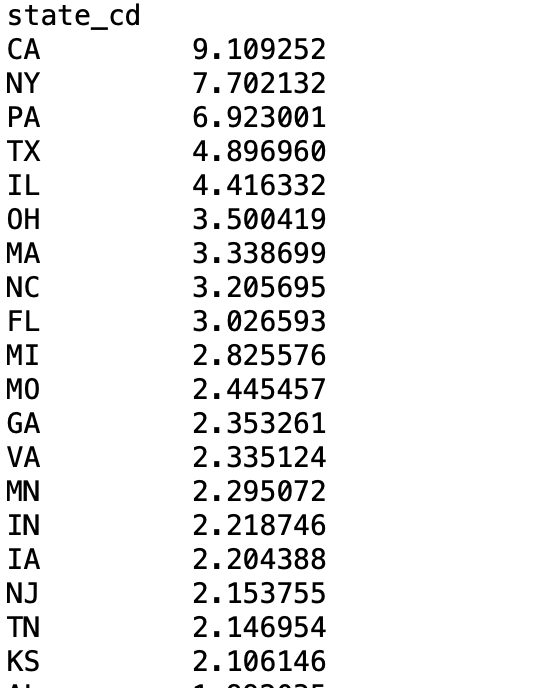 state_cd
CA 9.109252
NY 7.702132
PA 6.923001
TX 4.896960
IL 4.416332
OH 3.500419
MA 3.338699
NC 3.205695
FL 3.026593
MI 2.825576
MO 2.445457
GA 2.353261
VA 2.335124
MN 2.295072
IN 2.218746
IA 2.204388
NJ 2.153755
TN 2.146954
KS 2.106146